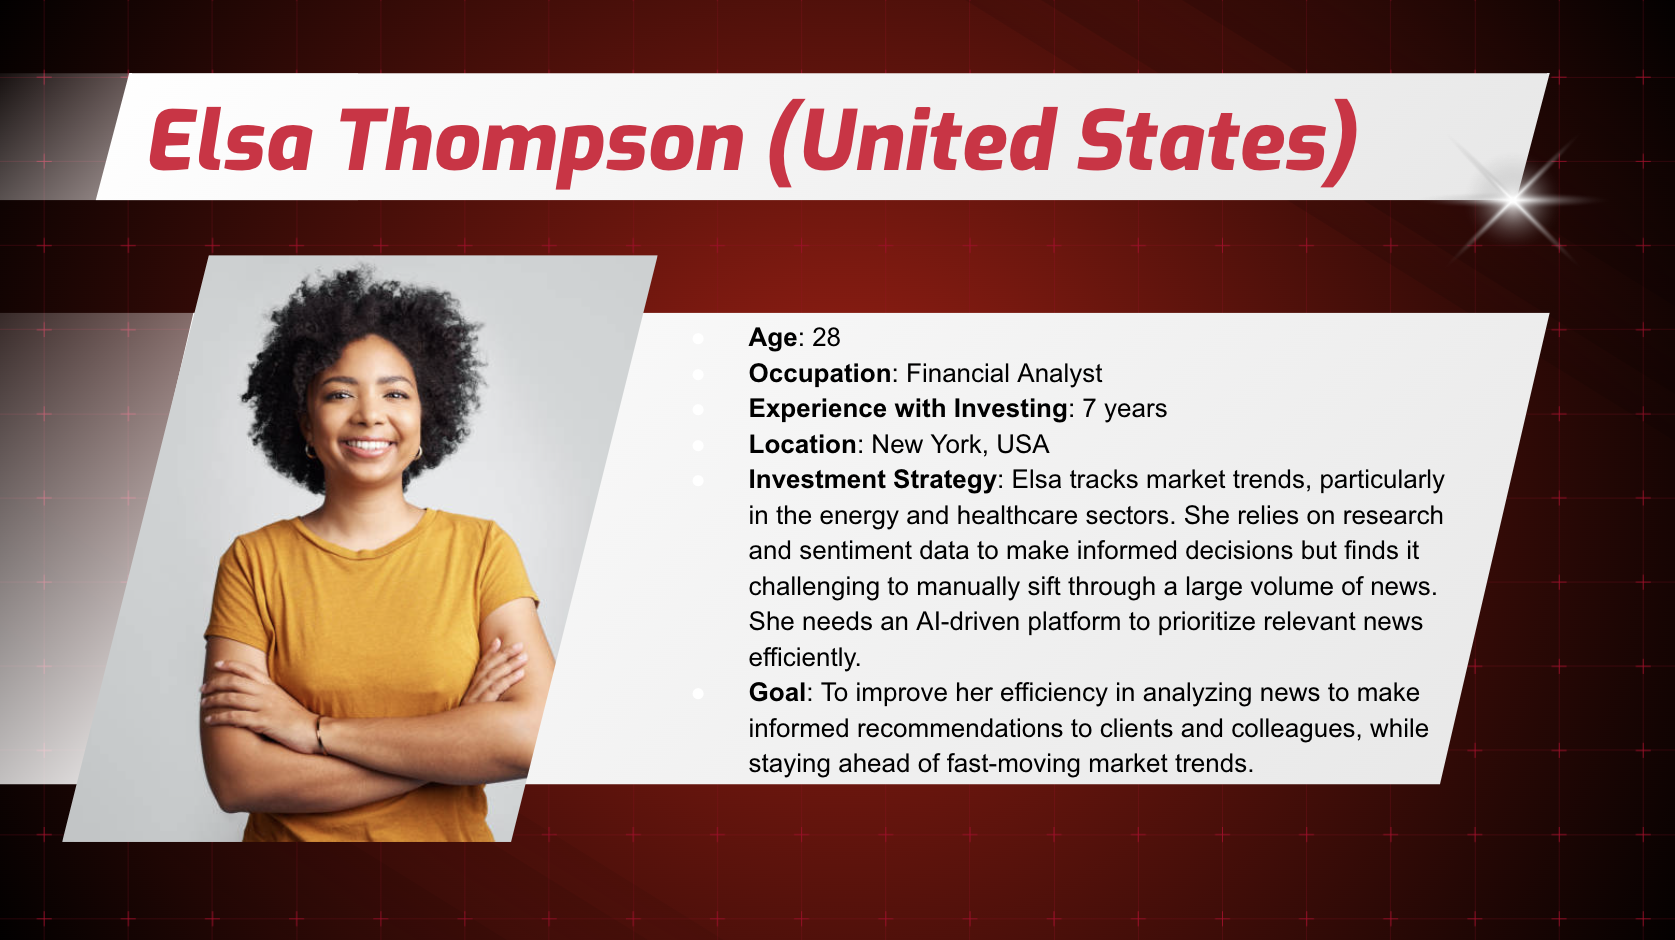 Elsa Thompson (United States)
Age: 28
Occupation: Financial Analyst
Experience with Investing: 7 years
Location: New York, USA
Investment Strategy: Elsa tracks market trends, particularly
in the energy and healthcare sectors. She relies on research
and sentiment data to make informed decisions but finds it
challenging to manually sift through a large volume of news.
She needs an AI-driven platform to prioritize relevant news
efficiently.
Goal: To improve her efficiency in analyzing news to make
informed recommendations to clients and colleagues, while
staying ahead of fast-moving market trends.